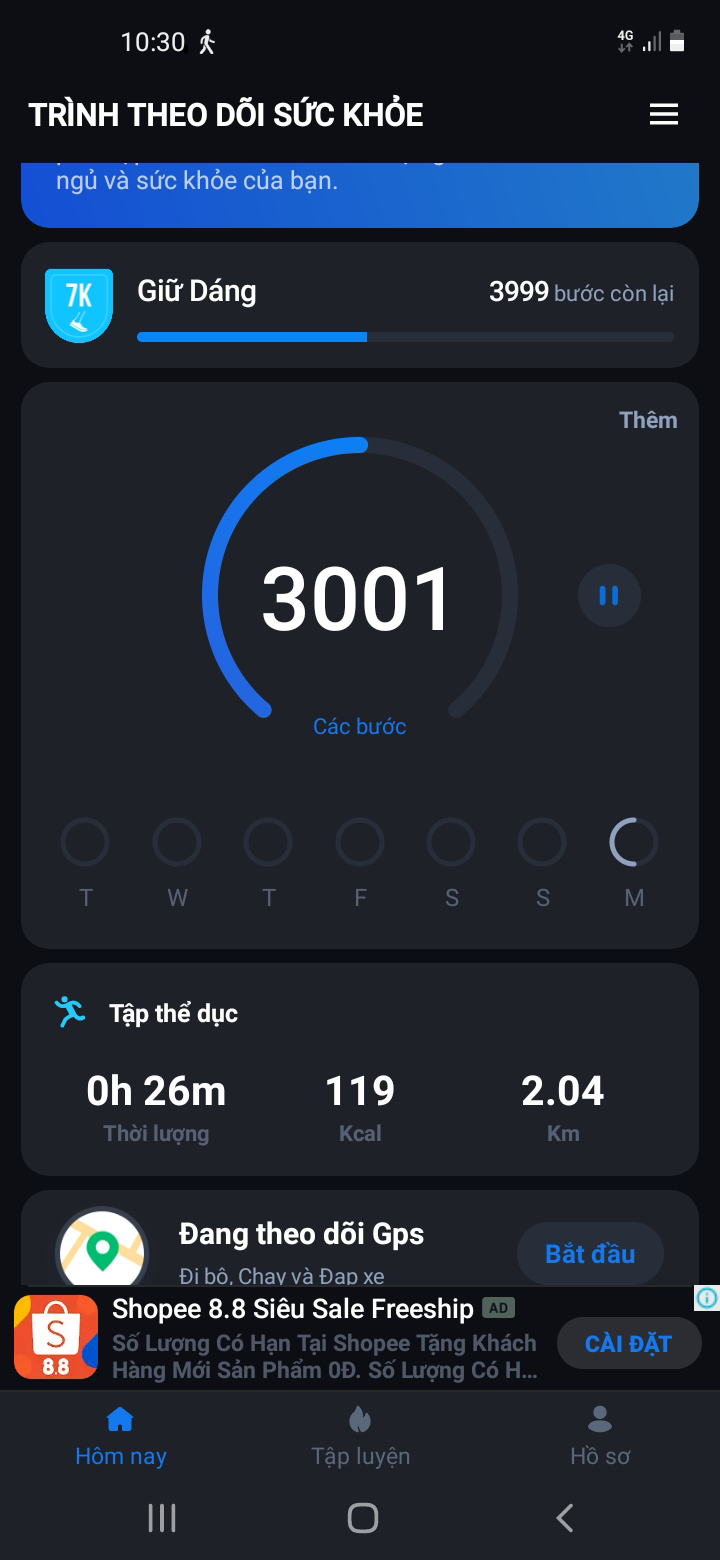 10:30
4G
TRÌNH THEO DÕI SỨC KHỎE
ngủ và sức khỏe của bạn.
7K
Giữ Dáng
3999 bước còn lại
Thêm
3001
Các bước
T W T F S S M
Tập thể dục
0h 26m 119 2.04
Thời lượng Kcal Km
Đang theo dõi Gps
Đi bộ, Chạy và Đạp xe
Bắt đầu
Shopee 8.8 Siêu Sale Freeship AD
Số Lượng Có Hạn Tại Shopee Tặng Khách
Hàng Mới Sản Phẩm 0Đ. Số Lượng Có H...
S
8.8
CÀI ĐẶT
Hôm nay Tập luyện Hồ sơ